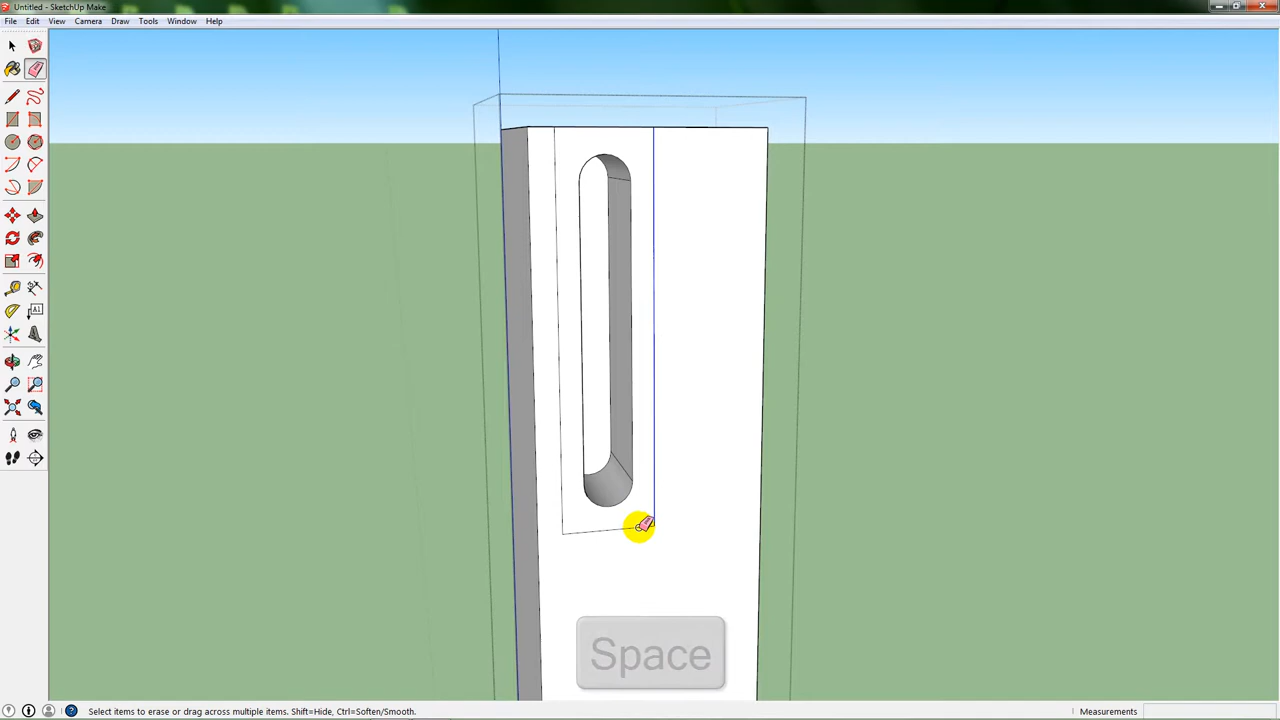 Untitled - SketchUp Make
File Edit View Camera Draw Tools Window Help
A1
Space
Select items to erase or drag across multiple items. Shift=Hide, Ctrl=Soften/Smooth.
Measurements